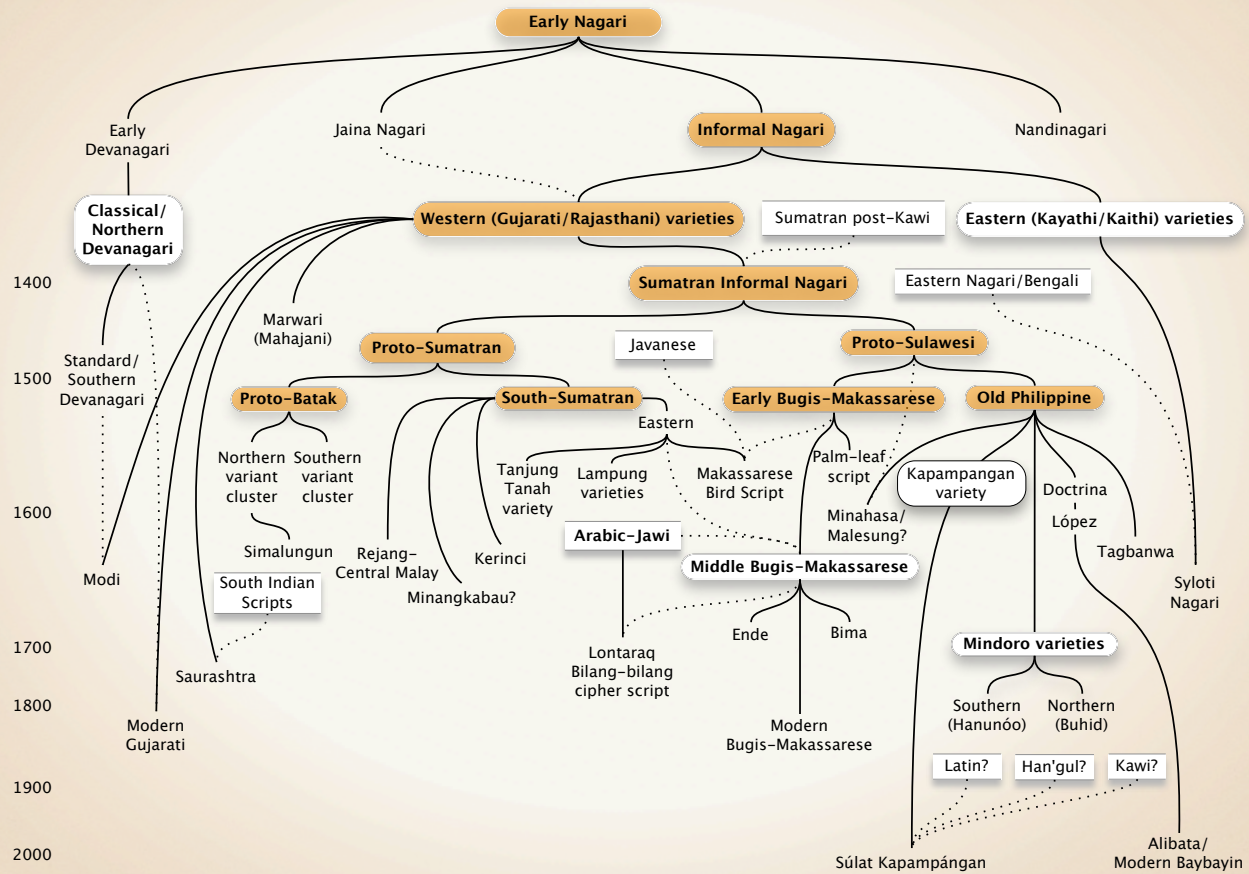 Early Nagari
Early
Devanagari
Jaina Nagari
Informal Nagari
Nandinagari
Classical/
Northern
Devanagari
Western (Gujarati/Rajasthani) varieties
Sumatran post-Kawi
Eastern (Kayathi/Kaithi) varieties
1400
Sumatran Informal Nagari
Eastern Nagari/Bengali
Marwari
(Mahajani)
Proto-Sumatran
Javanese
Proto-Sulawesi
Standard/
Southern
Devanagari
1500
Proto-Batak
South-Sumatran
Early Bugis-Makassarese
Old Philippine
Eastern
Northern
variant
cluster
Southern
variant
cluster
Tanjung
Tanah
variety
Lampung
varieties
Makassarese
Bird Script
Palm-leaf
script
Kapampangan
variety
Doctrina
López
1600
Minahasa/
Malesung?
Tagbanwa
Simalungun
Rejang-
Central Malay
Kerinci
Arabic-Jawi
Middle Bugis-Makassarese
Modi
South Indian
Scripts
Minangkabau?
Syloti
Nagari
Ende
Bima
1700
Mindoro varieties
Saurashtra
Lontaraq
Bilang-bilang
cipher script
1800
Southern
(Hanunóo)
Northern
(Buhid)
Modern
Gujarati
Modern
Bugis-Makassarese
Latin?
Han'gul?
Kawi?
1900
2000
Súlat Kapampángan
Alibata/
Modern Baybayin